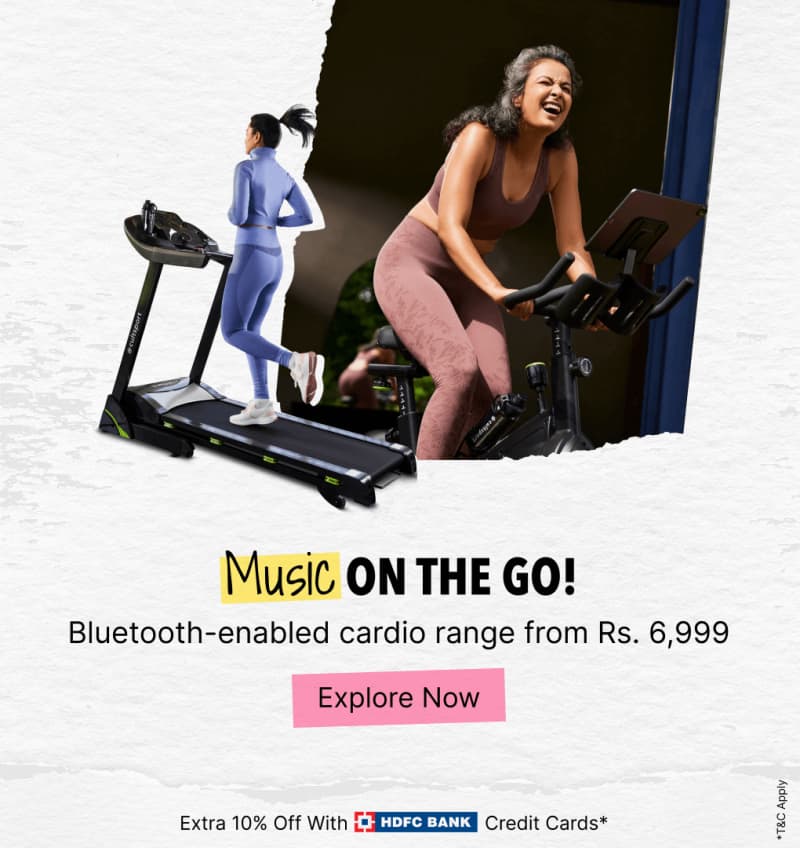 cultsport
Music ON THE GO!
Bluetooth-enabled cardio range from Rs. 6,999
Explore Now
Extra 10% Off With HDFC BANK Credit Cards*
*T&C Apply